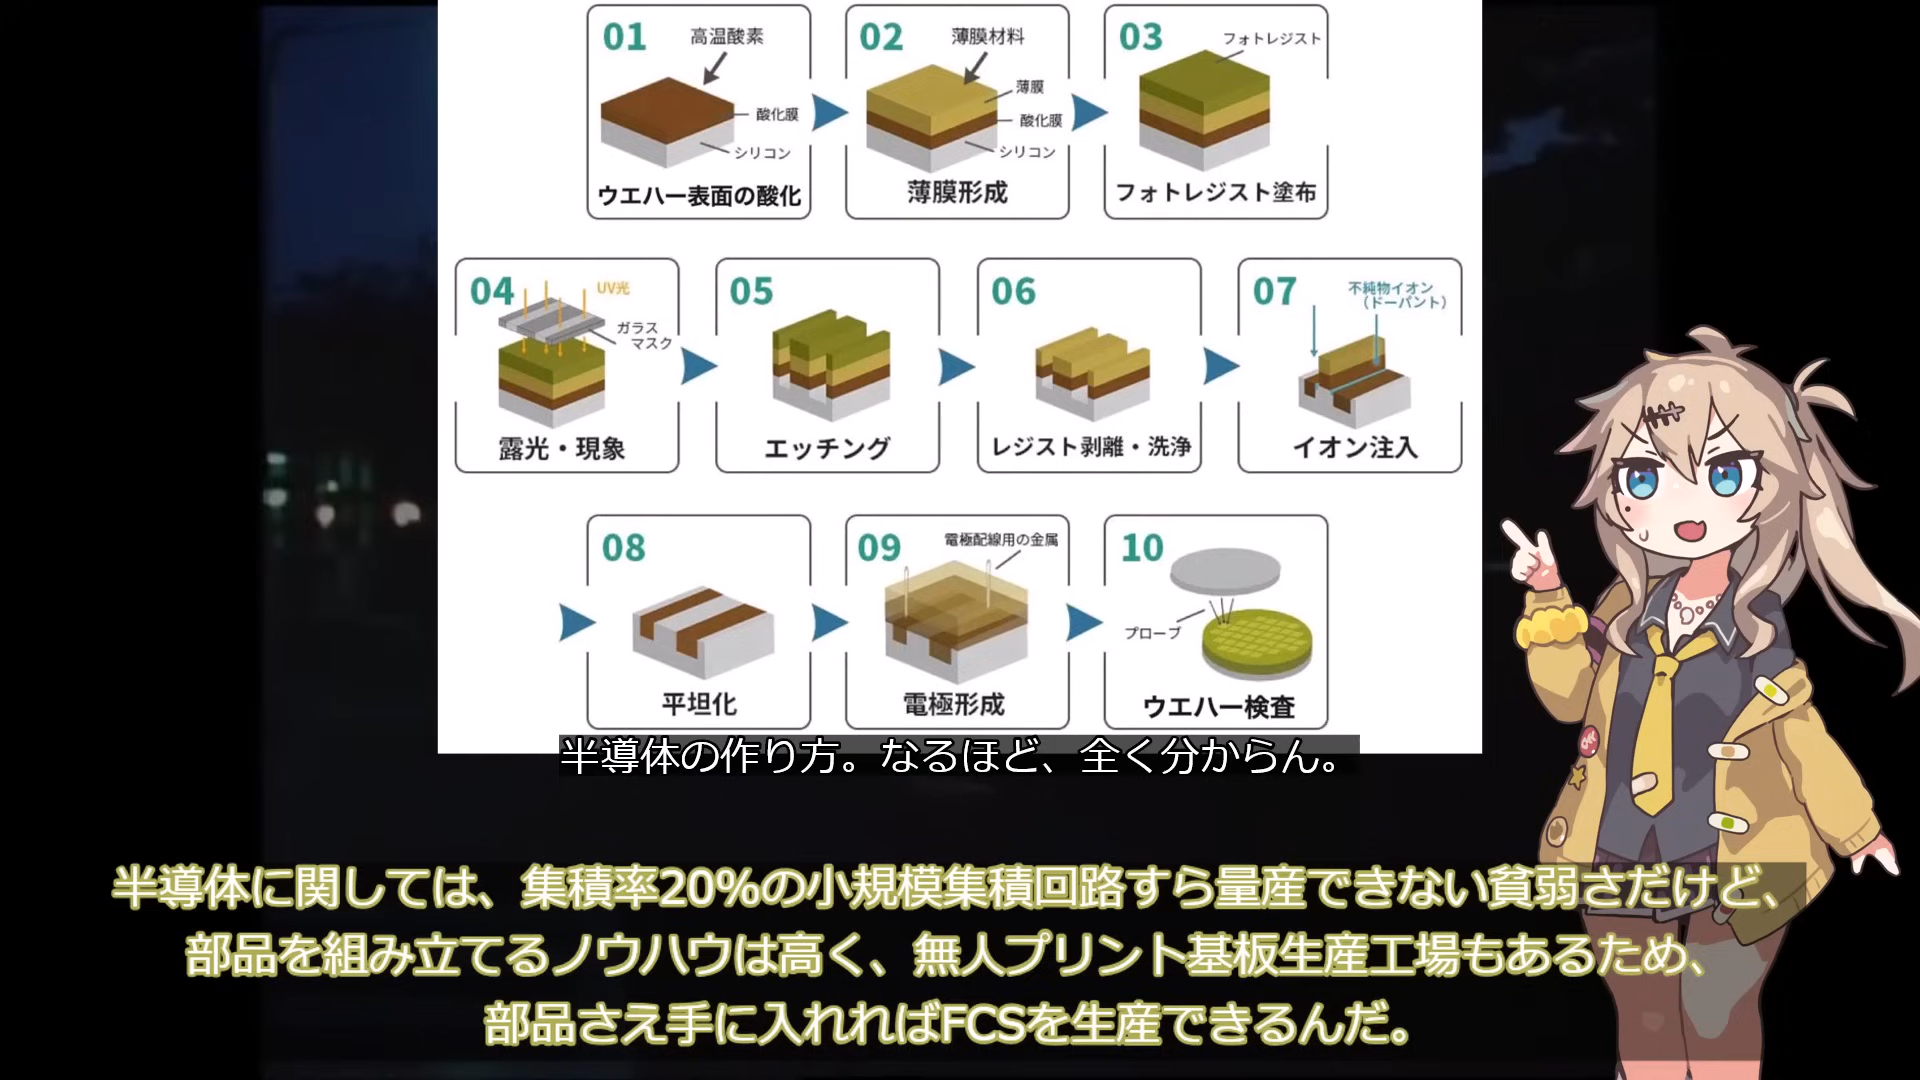 01
高温酸素
酸化膜
シリコン
ウエハー表面の酸化
02
薄膜材料
薄膜
酸化膜
シリコン
薄膜形成
03
フォトレジスト
フォトレジスト塗布
04
UV光
ガラス
マスク
露光・現象
05
エッチング
06
レジスト剥離・洗浄
07
不純物イオン
(ドーパント)
イオン注入
08
平坦化
09
電極配線用の金属
電極形成
10
プローブ
ウエハー検査
半導体の作り方。なるほど、全く分からん。
半導体に関しては、集積率20%の小規模集積回路すら量産できない貧弱さだけど、
部品を組み立てるノウハウは高く、無人プリント基板生産工場もあるため、
部品さえ手に入れればFCSを生産できるんだ。